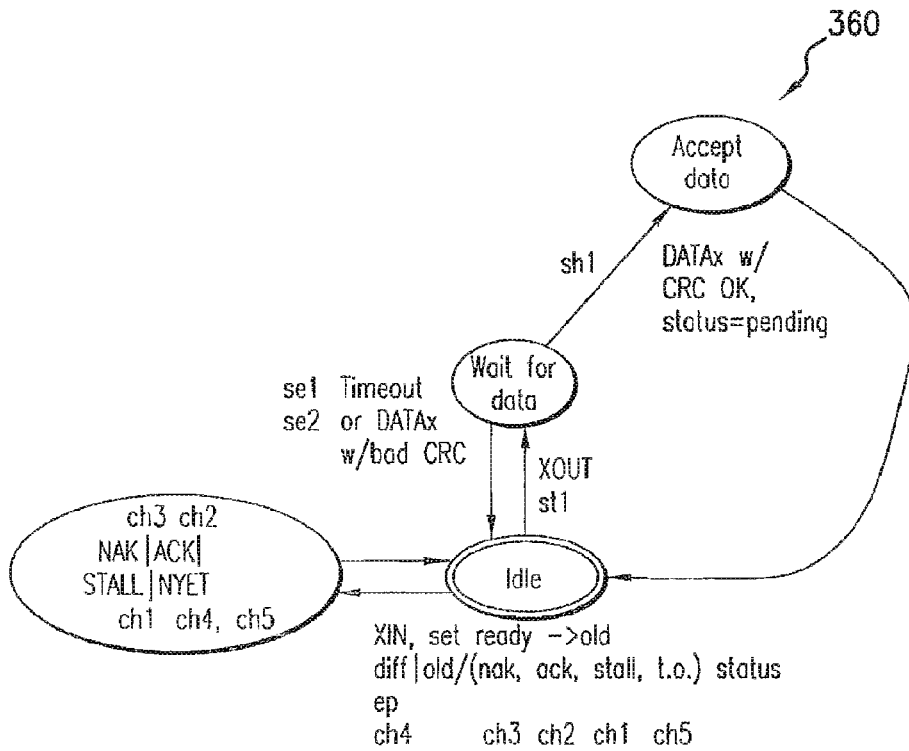 360
Accept
data
sh1
DATAx w/
CRC OK,
status=pending
Wait for
data
se1 Timeout
se2 or DATAx
w/bad CRC
XOUT
st1
ch3 ch2
NAK|ACK|
STALL|NYET
ch1 ch4, ch5
Idle
XIN, set ready ->old
diff|old/(nak, ack, stall, t.o.) status
ep
ch4 ch3 ch2 ch1 ch5